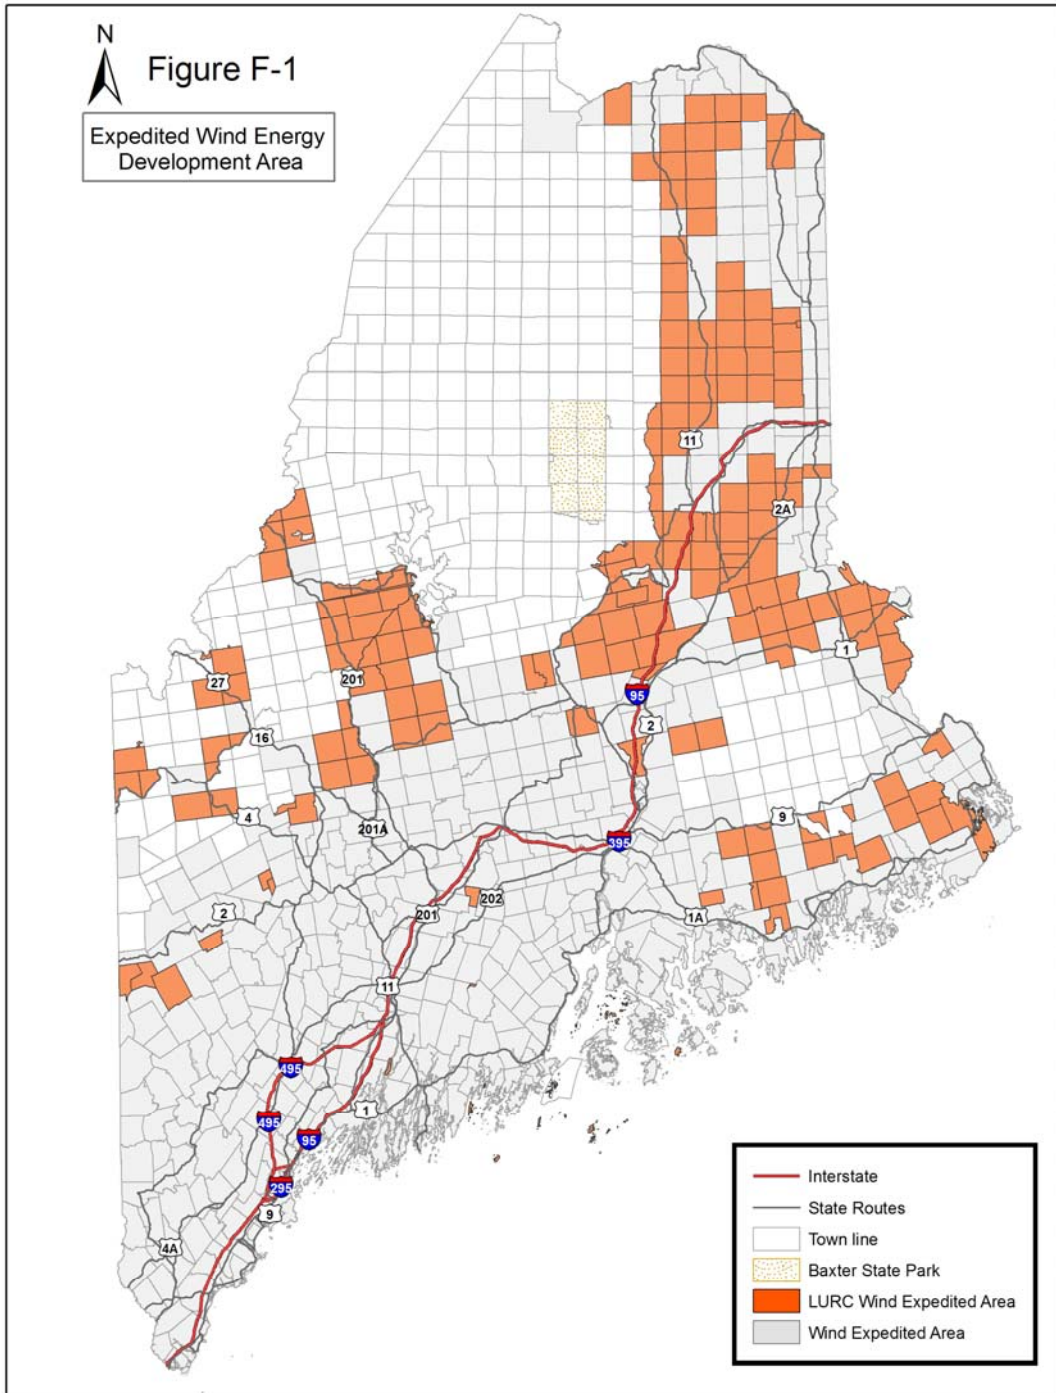 N
Figure F-1
Expedited Wind Energy
Development Area
11
2A
1
27
201
95
16
2
4
201A
9
395
202
2
201
1A
11
495
1
495
95
295
9
4A
Interstate
State Routes
Town line
Baxter State Park
LURC Wind Expedited Area
Wind Expedited Area